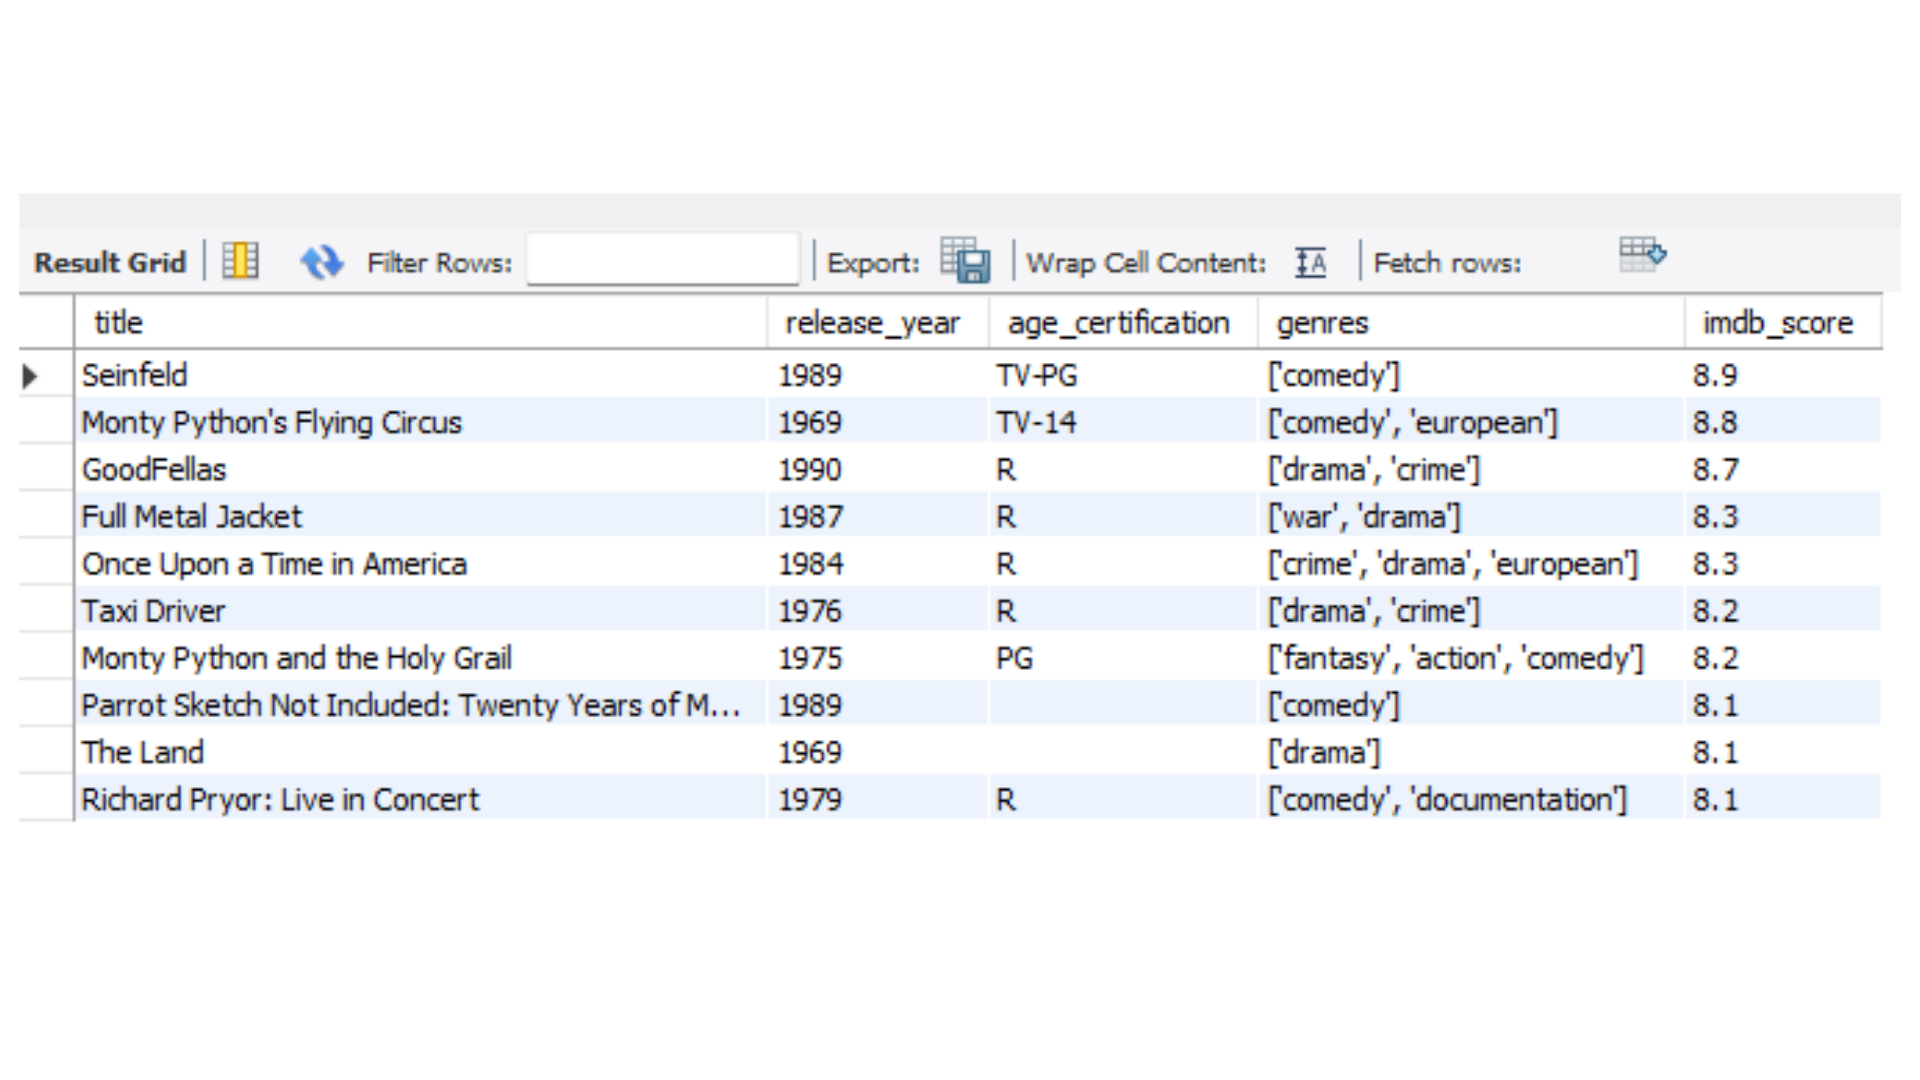 Result Grid Filter Rows: Export: Wrap Cell Content: A Fetch rows:
title release_year age_certification genres imdb_score
Seinfeld 1989 TV-PG ['comedy'] 8.9
Monty Python's Flying Circus 1969 TV-14 ['comedy', 'european'] 8.8
GoodFellas 1990 R ['drama', 'crime'] 8.7
Full Metal Jacket 1987 R ['war', 'drama'] 8.3
Once Upon a Time in America 1984 R ['crime', 'drama', 'european'] 8.3
Taxi Driver 1976 R ['drama', 'crime'] 8.2
Monty Python and the Holy Grail 1975 PG ['fantasy', 'action', 'comedy'] 8.2
Parrot Sketch Not Included: Twenty Years of M... 1989 ['comedy'] 8.1
The Land 1969 ['drama'] 8.1
Richard Pryor: Live in Concert 1979 R ['comedy', 'documentation'] 8.1